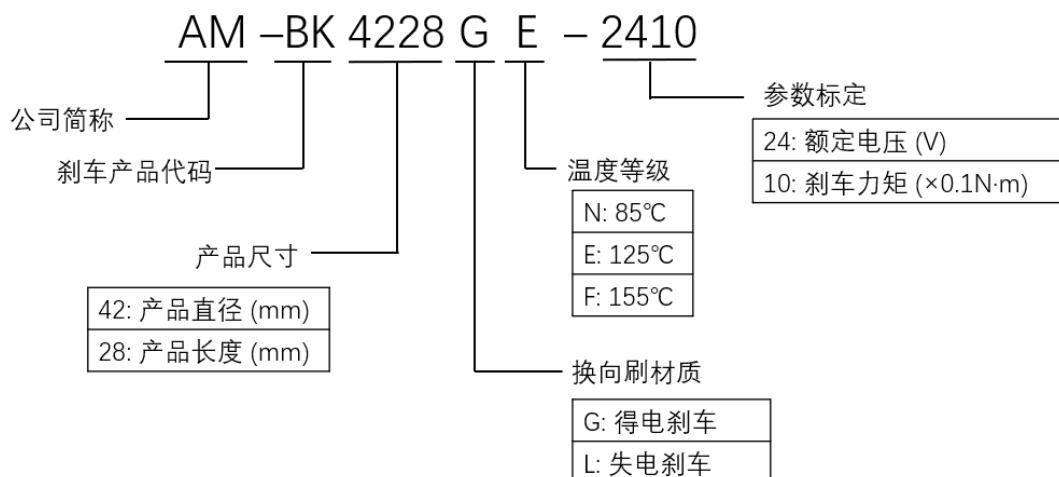 AM –BK 4228 G E – 2410
参数标定
公司简称
24: 额定电压 (V)
刹车产品代码
温度等级
10: 刹车力矩 (×0.1N·m)
N: 85℃
产品尺寸
E: 125℃
42: 产品直径 (mm)
F: 155℃
28: 产品长度 (mm)
换向刷材质
G: 得电刹车
L: 失电刹车